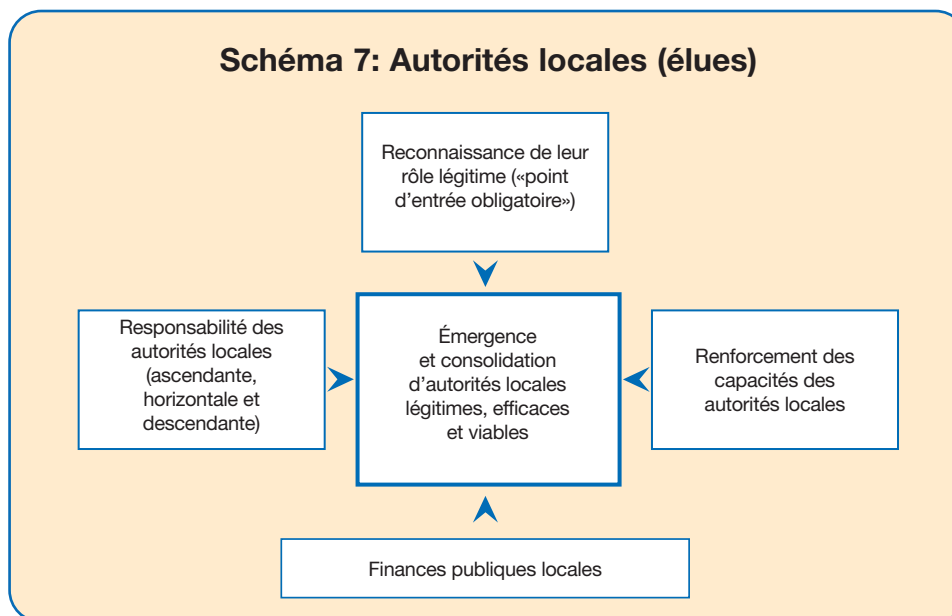 Schéma 7: Autorités locales (élues)
Reconnaissance de leur
rôle légitime («point
d'entrée obligatoire»)
Responsabilité des
autorités locales
(ascendante,
horizontale et
descendante)
Émergence
et consolidation
d'autorités locales
légitimes, efficaces
et viables
Renforcement des
capacités des
autorités locales
Finances publiques locales